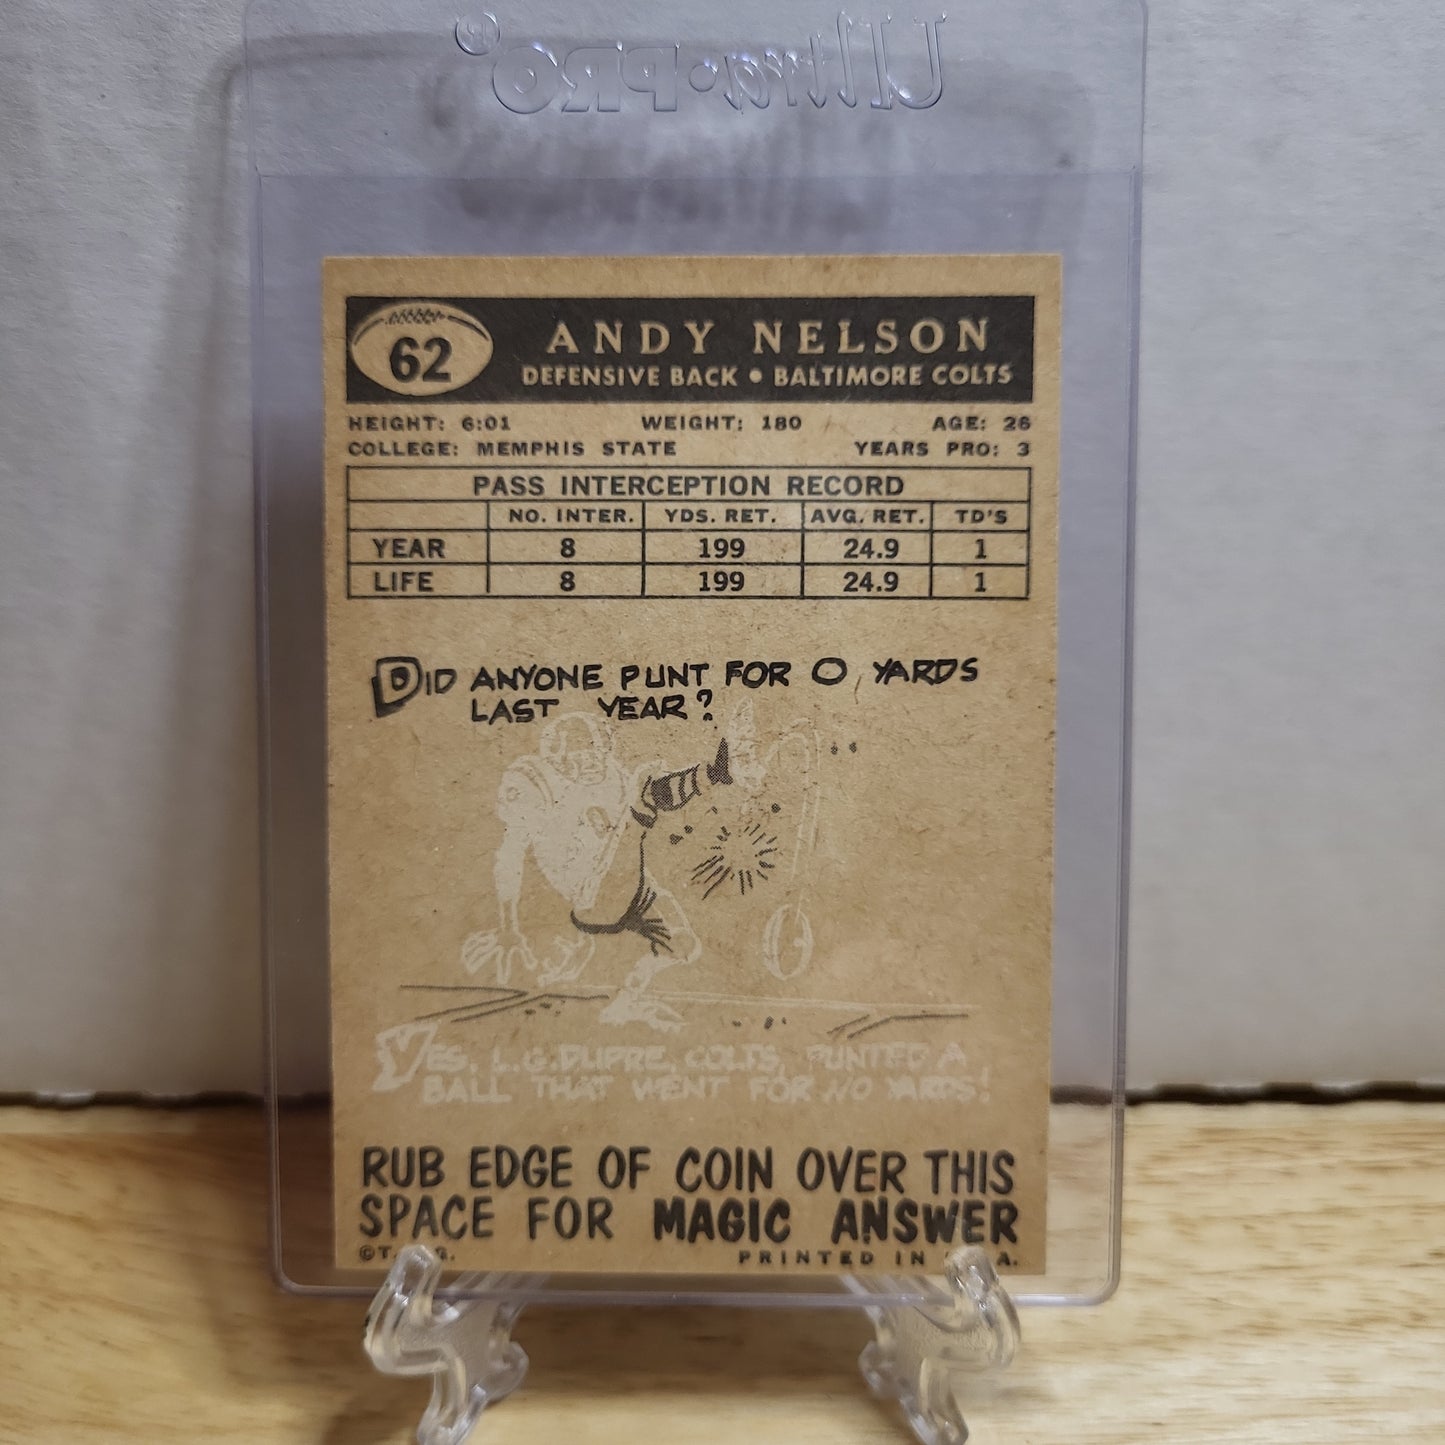 Ultra•PRO®
62
ANDY NELSON
DEFENSIVE BACK • BALTIMORE COLTS
HEIGHT: 6:01 WEIGHT: 180 AGE: 26
COLLEGE: MEMPHIS STATE YEARS PRO: 3
PASS INTERCEPTION RECORD
NO. INTER. YDS. RET. AVG. RET. TD'S
YEAR 8 199 24.9 1
LIFE 8 199 24.9 1
DID ANYONE PUNT FOR 0 YARDS
LAST YEAR?
YES, L.G. DUPRE, COLTS, PUNTED A
BALL THAT WENT FOR NO YARDS!
RUB EDGE OF COIN OVER THIS
SPACE FOR MAGIC ANSWER
©T. G.
PRINTED IN A.